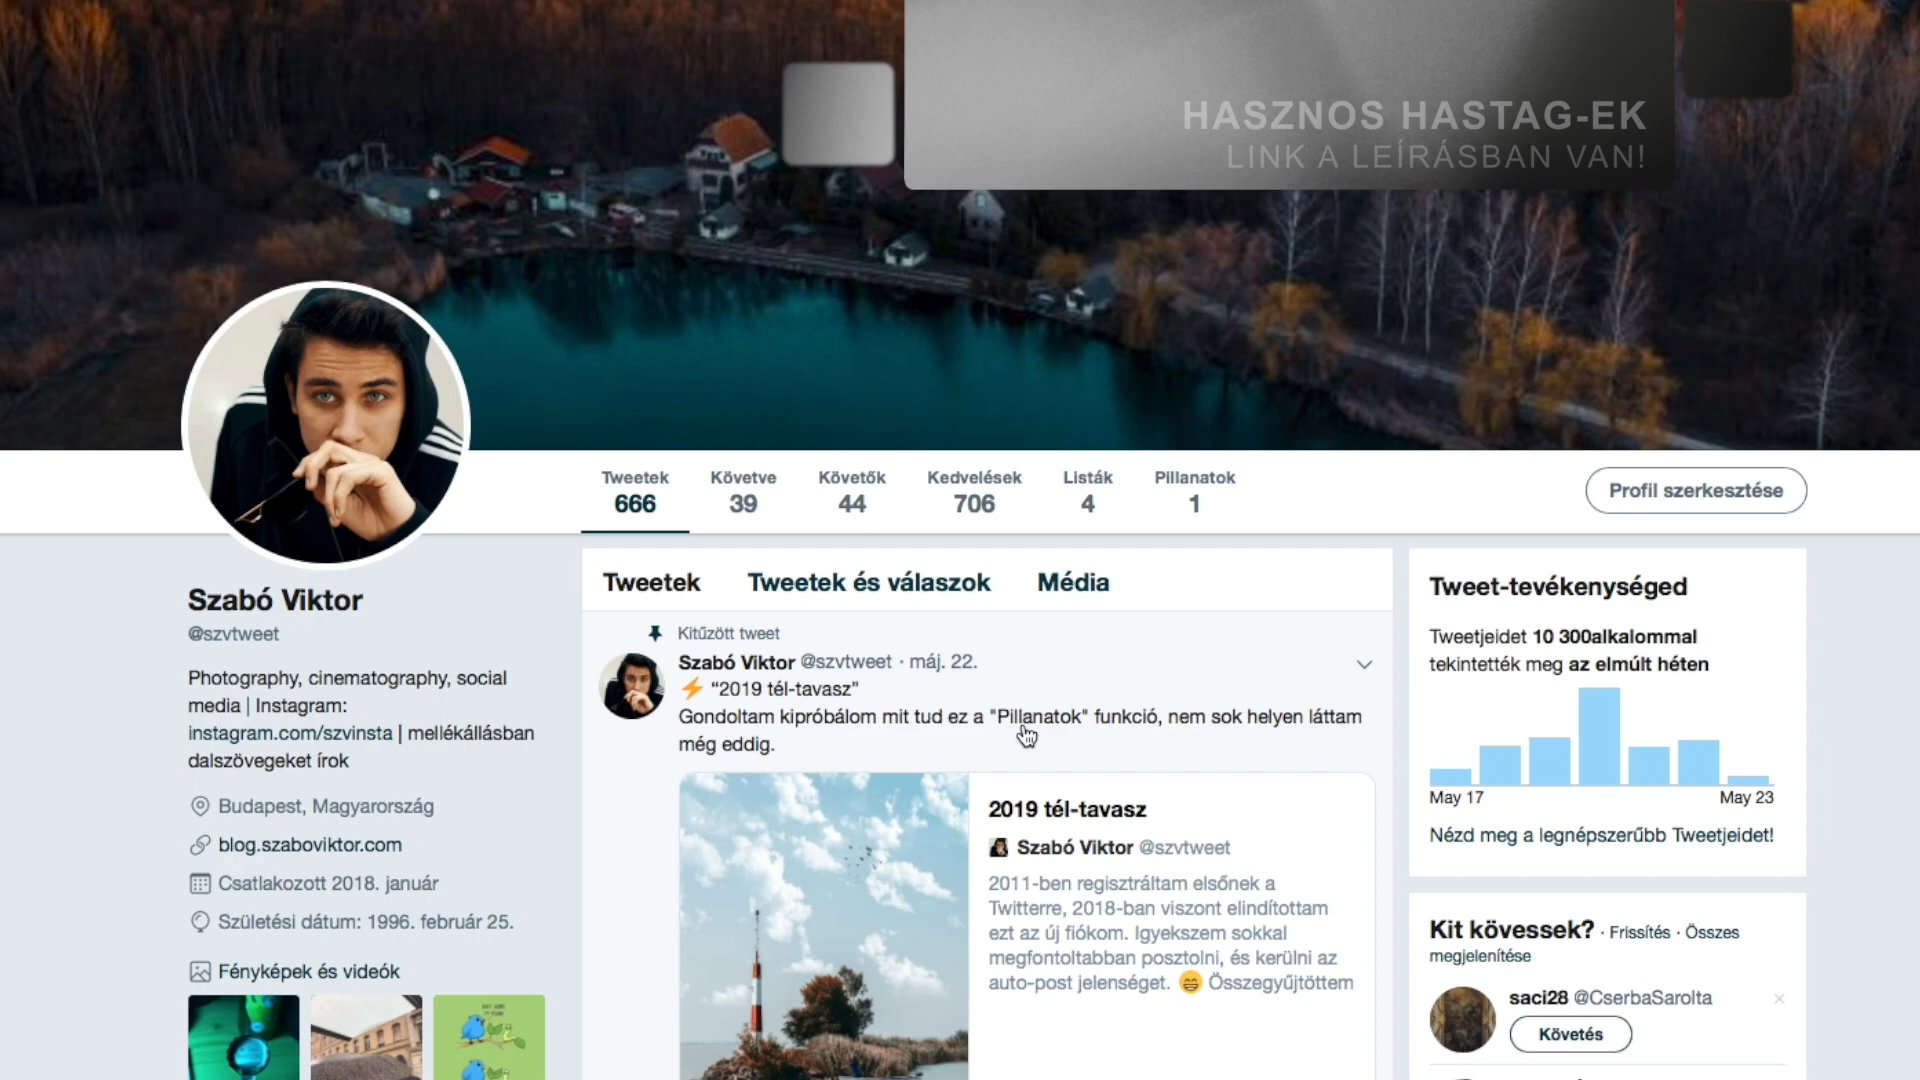 HASZNOS HASTAG-EK
LINK A LEÍRÁSBAN VAN!
Tweetek
666
Követve
39
Követők
44
Kedvelések
706
Listák
4
Pillanatok
1
Profil szerkesztése
Szabó Viktor
@szvtweet
Photography, cinematography, social
media | Instagram:
instagram.com/szvinsta | mellékállásban
dalszövegeket írok
Budapest, Magyarország
blog.szaboviktor.com
Csatlakozott 2018. január
Születési dátum: 1996. február 25.
Fényképek és videók
Tweetek Tweetek és válaszok Média
Kitűzött tweet
Szabó Viktor @szvtweet · máj. 22.
⚡ “2019 tél-tavasz”
Gondoltam kipróbálom mit tud ez a "Pillanatok" funkció, nem sok helyen láttam
még eddig.
2019 tél-tavasz
Szabó Viktor @szvtweet
2011-ben regisztráltam elsőnek a
Twitterre, 2018-ban viszont elindítottam
ezt az új fiókom. Igyekszem sokkal
megfontoltabban posztolni, és kerülni az
auto-post jelenséget. 😄 Összegyűjtöttem
Tweet-tevékenységed
Tweetjeidet 10 300alkalommal
tekintették meg az elmúlt héten
May 17
May 23
Nézd meg a legnépszerűbb Tweetjeidet!
Kit kövessek? · Frissítés · Összes
megjelenítése
saci28 @CserbaSarolta
Követés